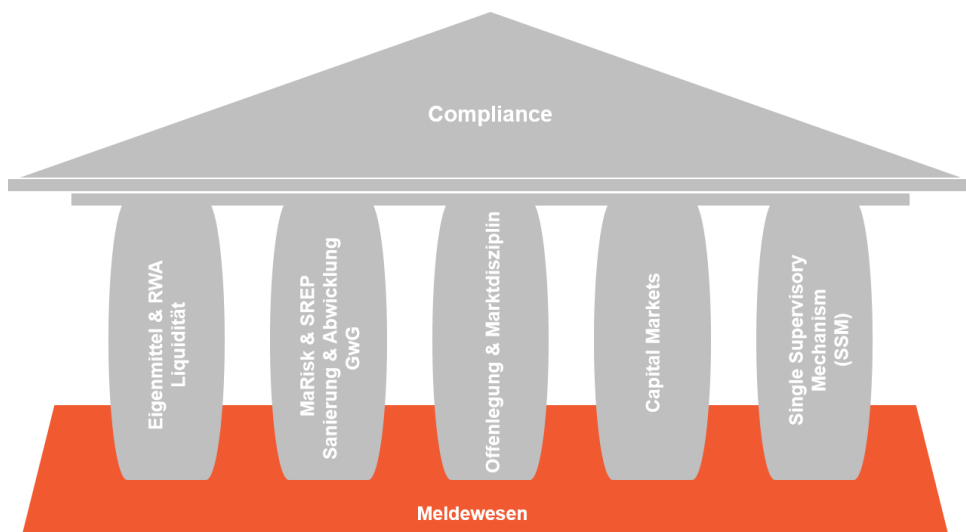 Compliance
Eigenmittel & RWA
Liquidität
MaRisk & SREP
Sanierung & Abwicklung
GwG
Offenlegung & Marktdisziplin
Capital Markets
Single Supervisory
Mechanism
(SSM)
Meldewesen